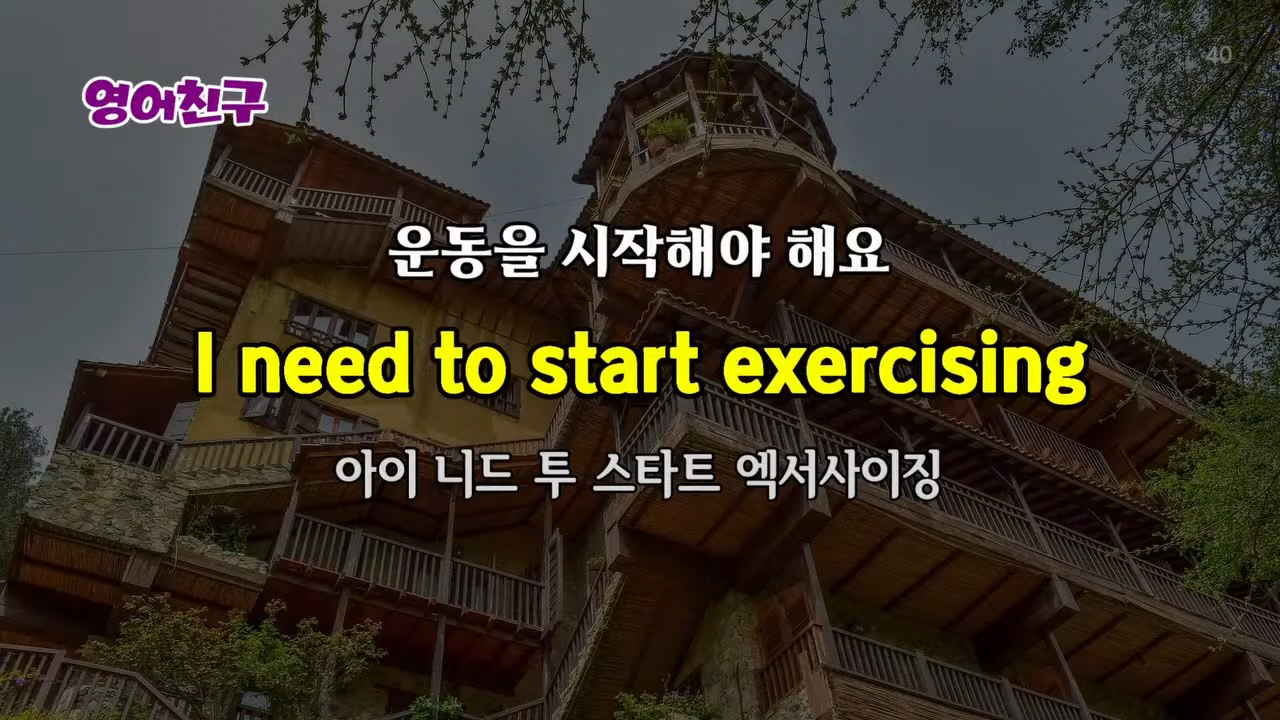 40
영어친구
운동을 시작해야 해요
I need to start exercising
아이 니드 투 스타트 엑서사이징